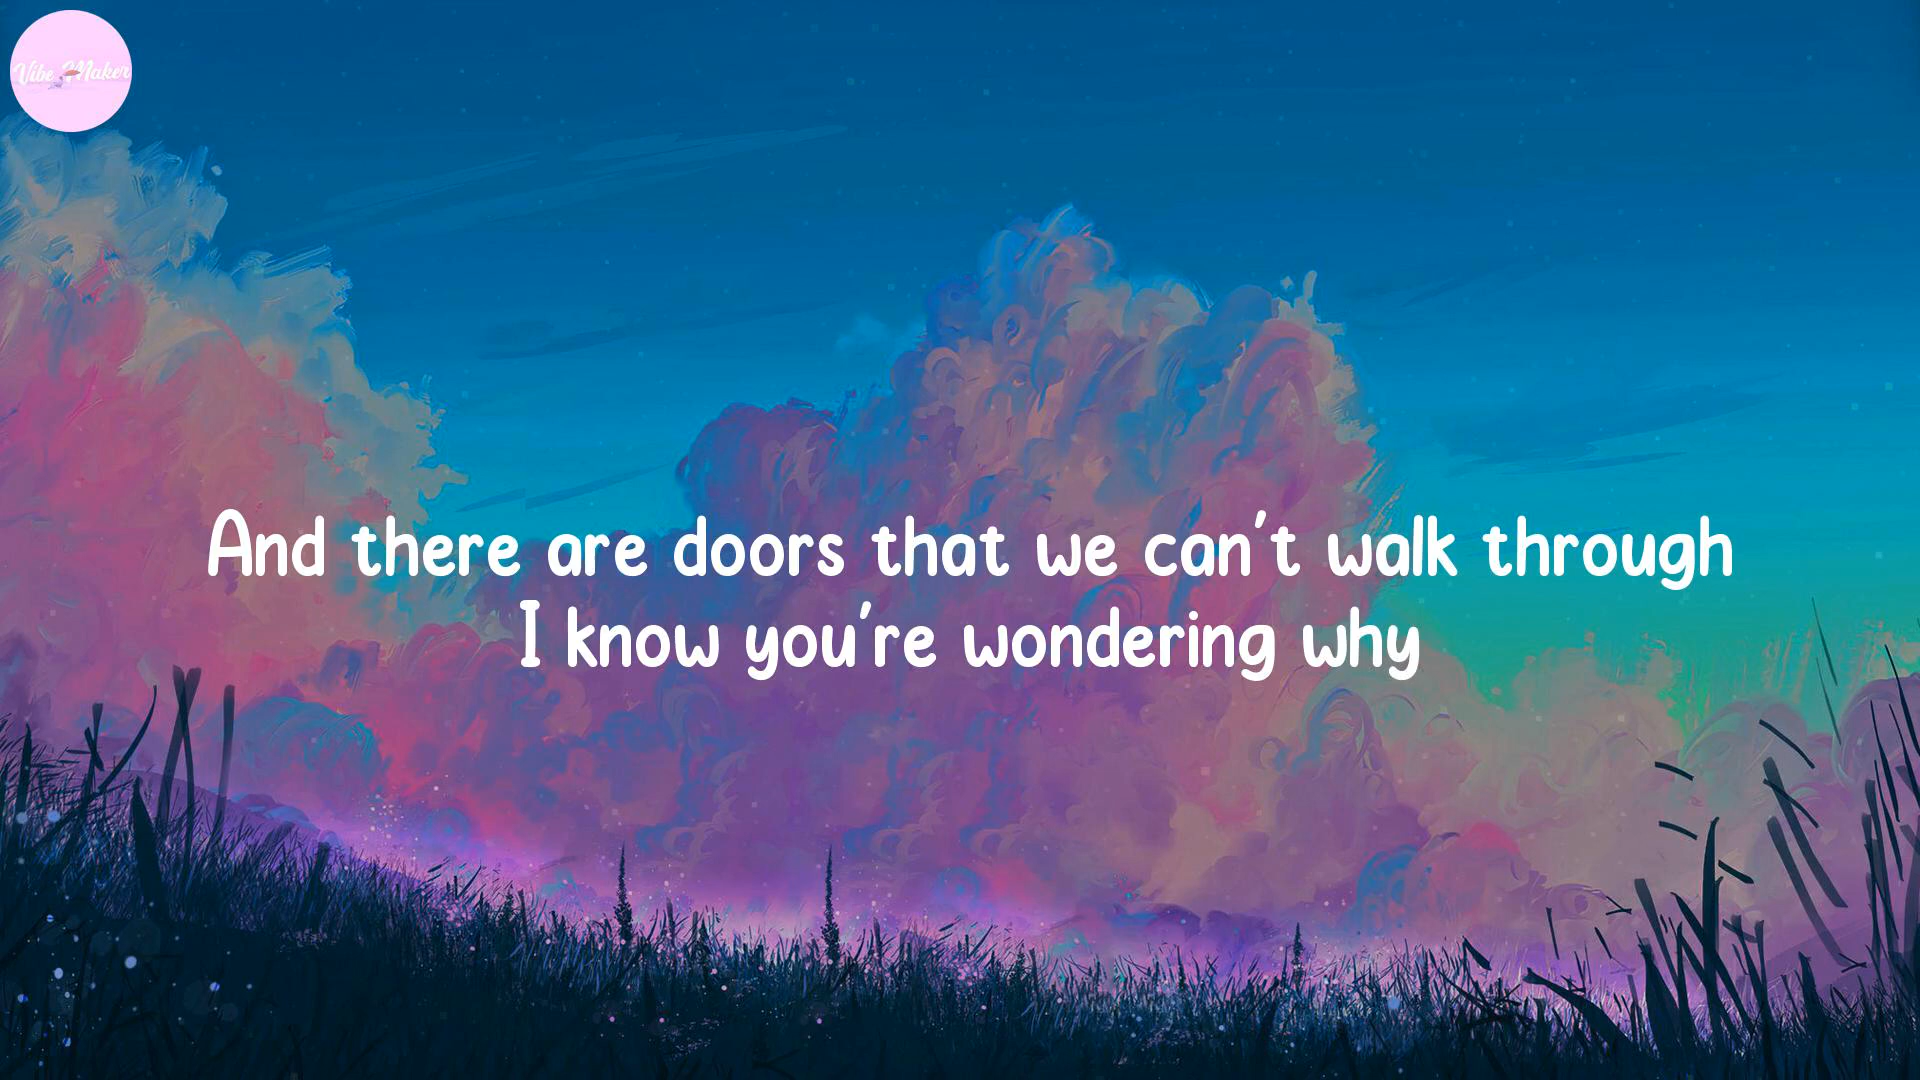 Vibe Maker
And there are doors that we can't walk through
I know you're wondering why